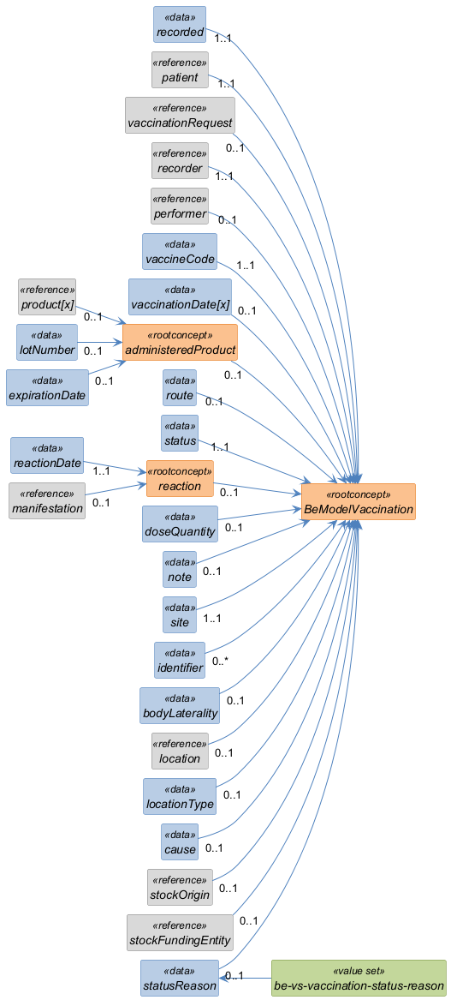 «data»
recorded
1..1
«reference»
patient
1..1
«reference»
vaccinationRequest
0..1
«reference»
recorder
1..1
«reference»
performer
0..1
«data»
vaccineCode
1..1
«data»
vaccinationDate[x]
0..1
«reference»
product[x]
0..1
«data»
lotNumber
0..1
«data»
expirationDate
0..1
«rootconcept»
administeredProduct
0..1
«data»
route
0..1
«data»
status
1..1
«data»
reactionDate
1..1
«reference»
manifestation
0..1
«rootconcept»
reaction
0..1
«rootconcept»
BeModelVaccination
«data»
doseQuantity
0..1
«data»
note
0..1
«data»
site
1..1
«data»
identifier
0..*
«data»
bodyLaterality
0..1
«reference»
location
0..1
«data»
locationType
0..1
«data»
cause
0..1
«reference»
stockOrigin
0..1
«reference»
stockFundingEntity
0..1
«data»
statusReason
0..1
«value set»
be-vs-vaccination-status-reason